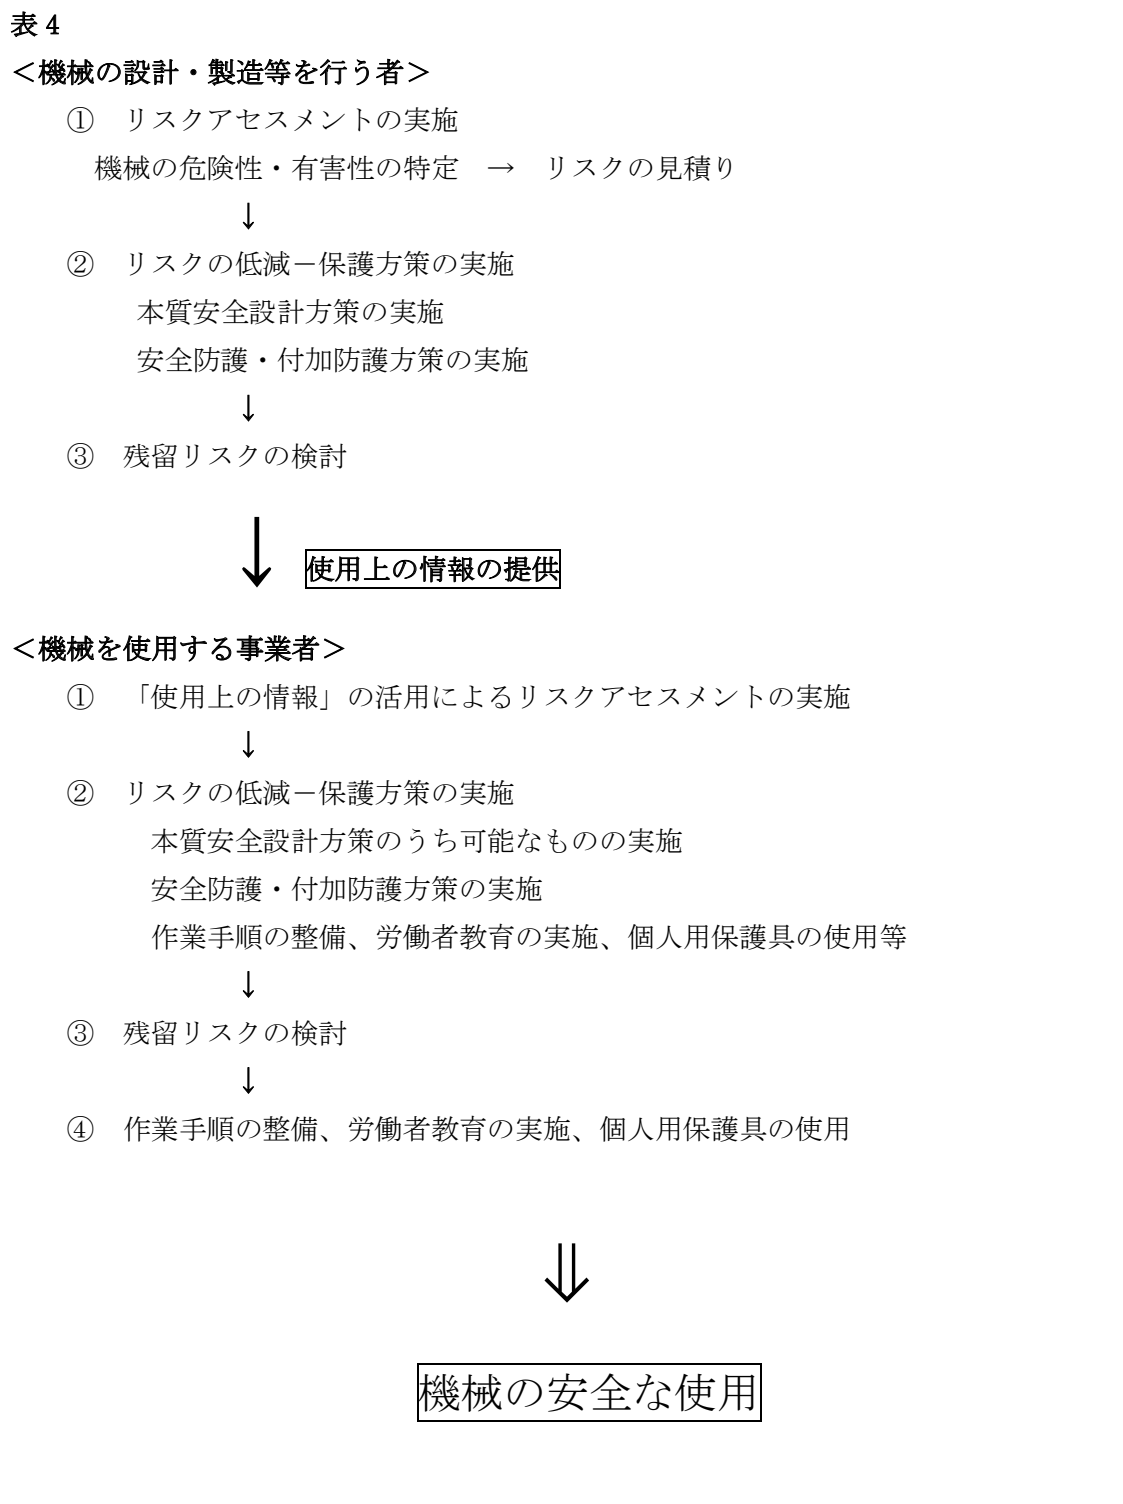 表 4
＜機械の設計・製造等を行う者＞
①　リスクアセスメントの実施
機械の危険性・有害性の特定　→　リスクの見積り
↓
②　リスクの低減－保護方策の実施
本質安全設計方策の実施
安全防護・付加防護方策の実施
↓
③　残留リスクの検討
↓　使用上の情報の提供
＜機械を使用する事業者＞
①　「使用上の情報」の活用によるリスクアセスメントの実施
↓
②　リスクの低減－保護方策の実施
本質安全設計方策のうち可能なものの実施
安全防護・付加防護方策の実施
作業手順の整備、労働者教育の実施、個人用保護具の使用等
↓
③　残留リスクの検討
↓
④　作業手順の整備、労働者教育の実施、個人用保護具の使用
⇓
機械の安全な使用